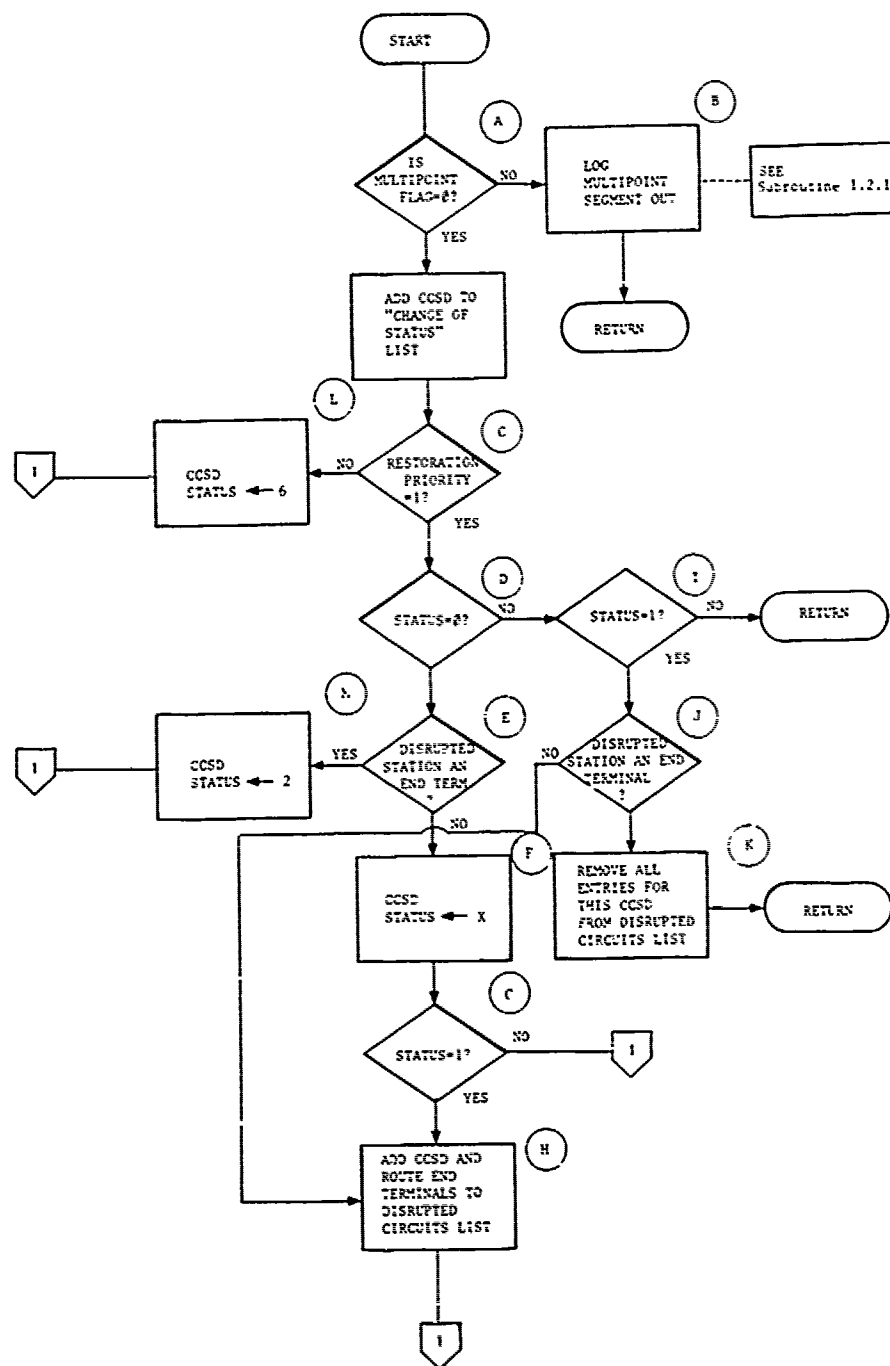 START
A
B
IS
MULTIPOINT
FLAG=0?
NO
LOG
MULTIPOINT
SEGMENT OUT
SEE
Subroutine 1.2.1
YES
ADD CCSD TO
"CHANGE OF
STATUS"
LIST
RETURN
L
C
1
CCSD
STATUS ← 6
NO
RESTORATION
PRIORITY
=1?
YES
D
I
STATUS=0?
NO
STATUS=1?
NO
RETURN
YES
E
J
1
CCSD
STATUS ← 2
YES
DISRUPTED
STATION AN
END TERM
?
NO
DISRUPTED
STATION AN END
TERMINAL
?
NO
F
K
CCSD
STATUS ← X
REMOVE ALL
ENTRIES FOR
THIS CCSD
FROM DISRUPTED
CIRCUITS LIST
RETURN
STATUS=1?
NO
1
YES
H
ADD CCSD AND
ROUTE END
TERMINALS TO
DISRUPTED
CIRCUITS LIST
1